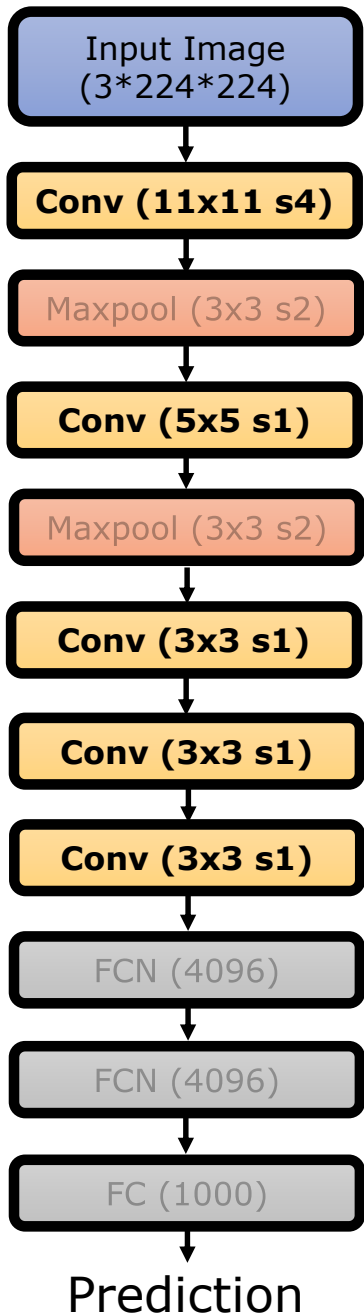 Input Image
(3*224*224)
Conv (11x11 s4)
Maxpool (3x3 s2)
Conv (5x5 s1)
Maxpool (3x3 s2)
Conv (3x3 s1)
Conv (3x3 s1)
Conv (3x3 s1)
FCN (4096)
FCN (4096)
FC (1000)
Prediction